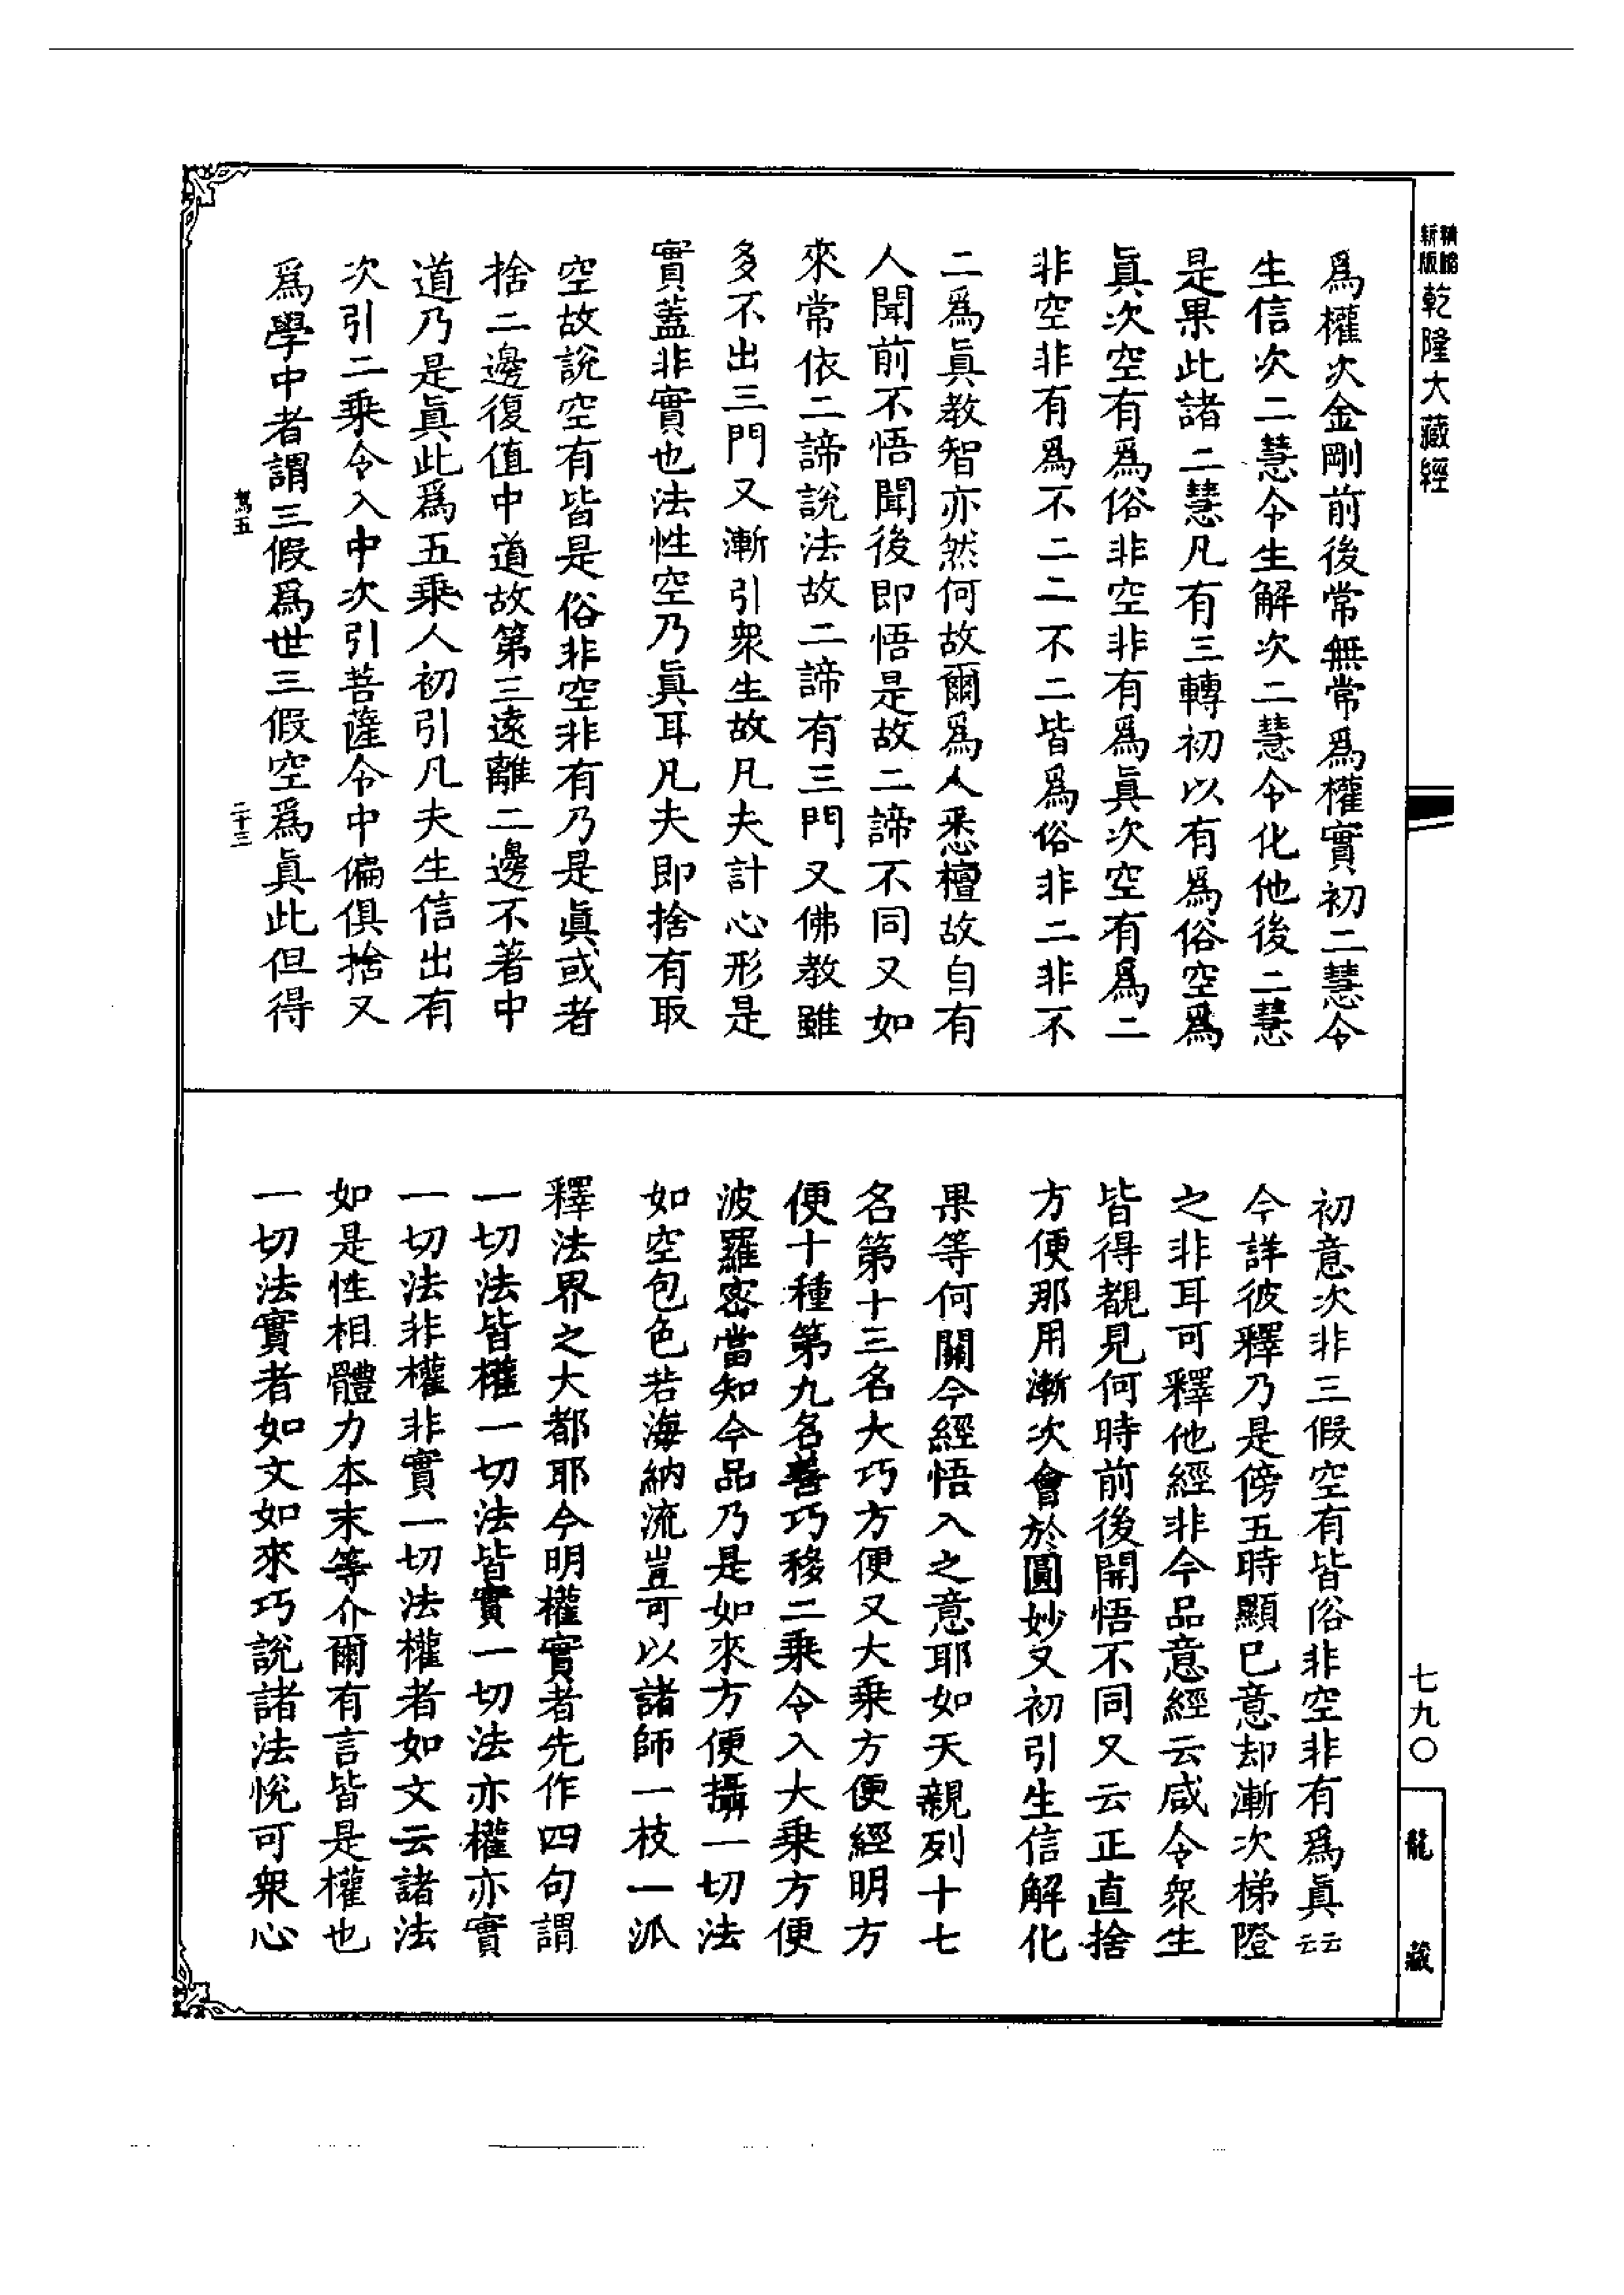 精縮
新版
乾隆大藏經
爲權次金剛前後常無常爲權實初二慧令
生信次二慧令生解次二慧令化他後二慧
是果此諸二慧凡有三轉初以有爲俗空爲
眞次空有爲俗非空非有爲眞次空有爲二
非空非有爲不二二不二皆爲俗非二非不
二爲眞教智亦然何故爾爲人悉檀故自有
人聞前不悟聞後即悟是故二諦不同又如
來常依二諦說法故二諦有三門又佛教雖
多不出三門又漸引衆生故凡夫計心形是
實蓋非實也法性空乃眞耳凡夫即捨有取
空故說空有皆是俗非空非有乃是眞或者
捨二邊復值中道故第三遠離二邊不著中
道乃是眞此爲五乘人初引凡夫生信出有
次引二乘令入中次引菩薩令中偏俱捨又
爲學中者謂三假爲世三假空爲眞此但得
駕五
二十三
初意次非三假空有皆俗非空非有爲眞云云
今詳彼釋乃是傍五時顯已意却漸次梯隥
之非耳可釋他經非今品意經云咸令衆生
皆得覩見何時前後開悟不同又云正直捨
方便那用漸次會於圓妙又初引生信解化
果等何關今經悟入之意耶如天親列十七
名第十三名大巧方便又大乘方便經明方
便十種第九名善巧移二乘令入大乘方便
波羅密當知今品乃是如來方便攝一切法
如空包色若海納流豈可以諸師一枝一派
釋法界之大都耶今明權實者先作四句謂
一切法皆權一切法皆實一切法亦權亦實
一切法非權非實一切法權者如文云諸法
如是性相體力本末等介爾有言皆是權也
一切法實者如文如來巧說諸法悅可衆心
七九〇
龍藏